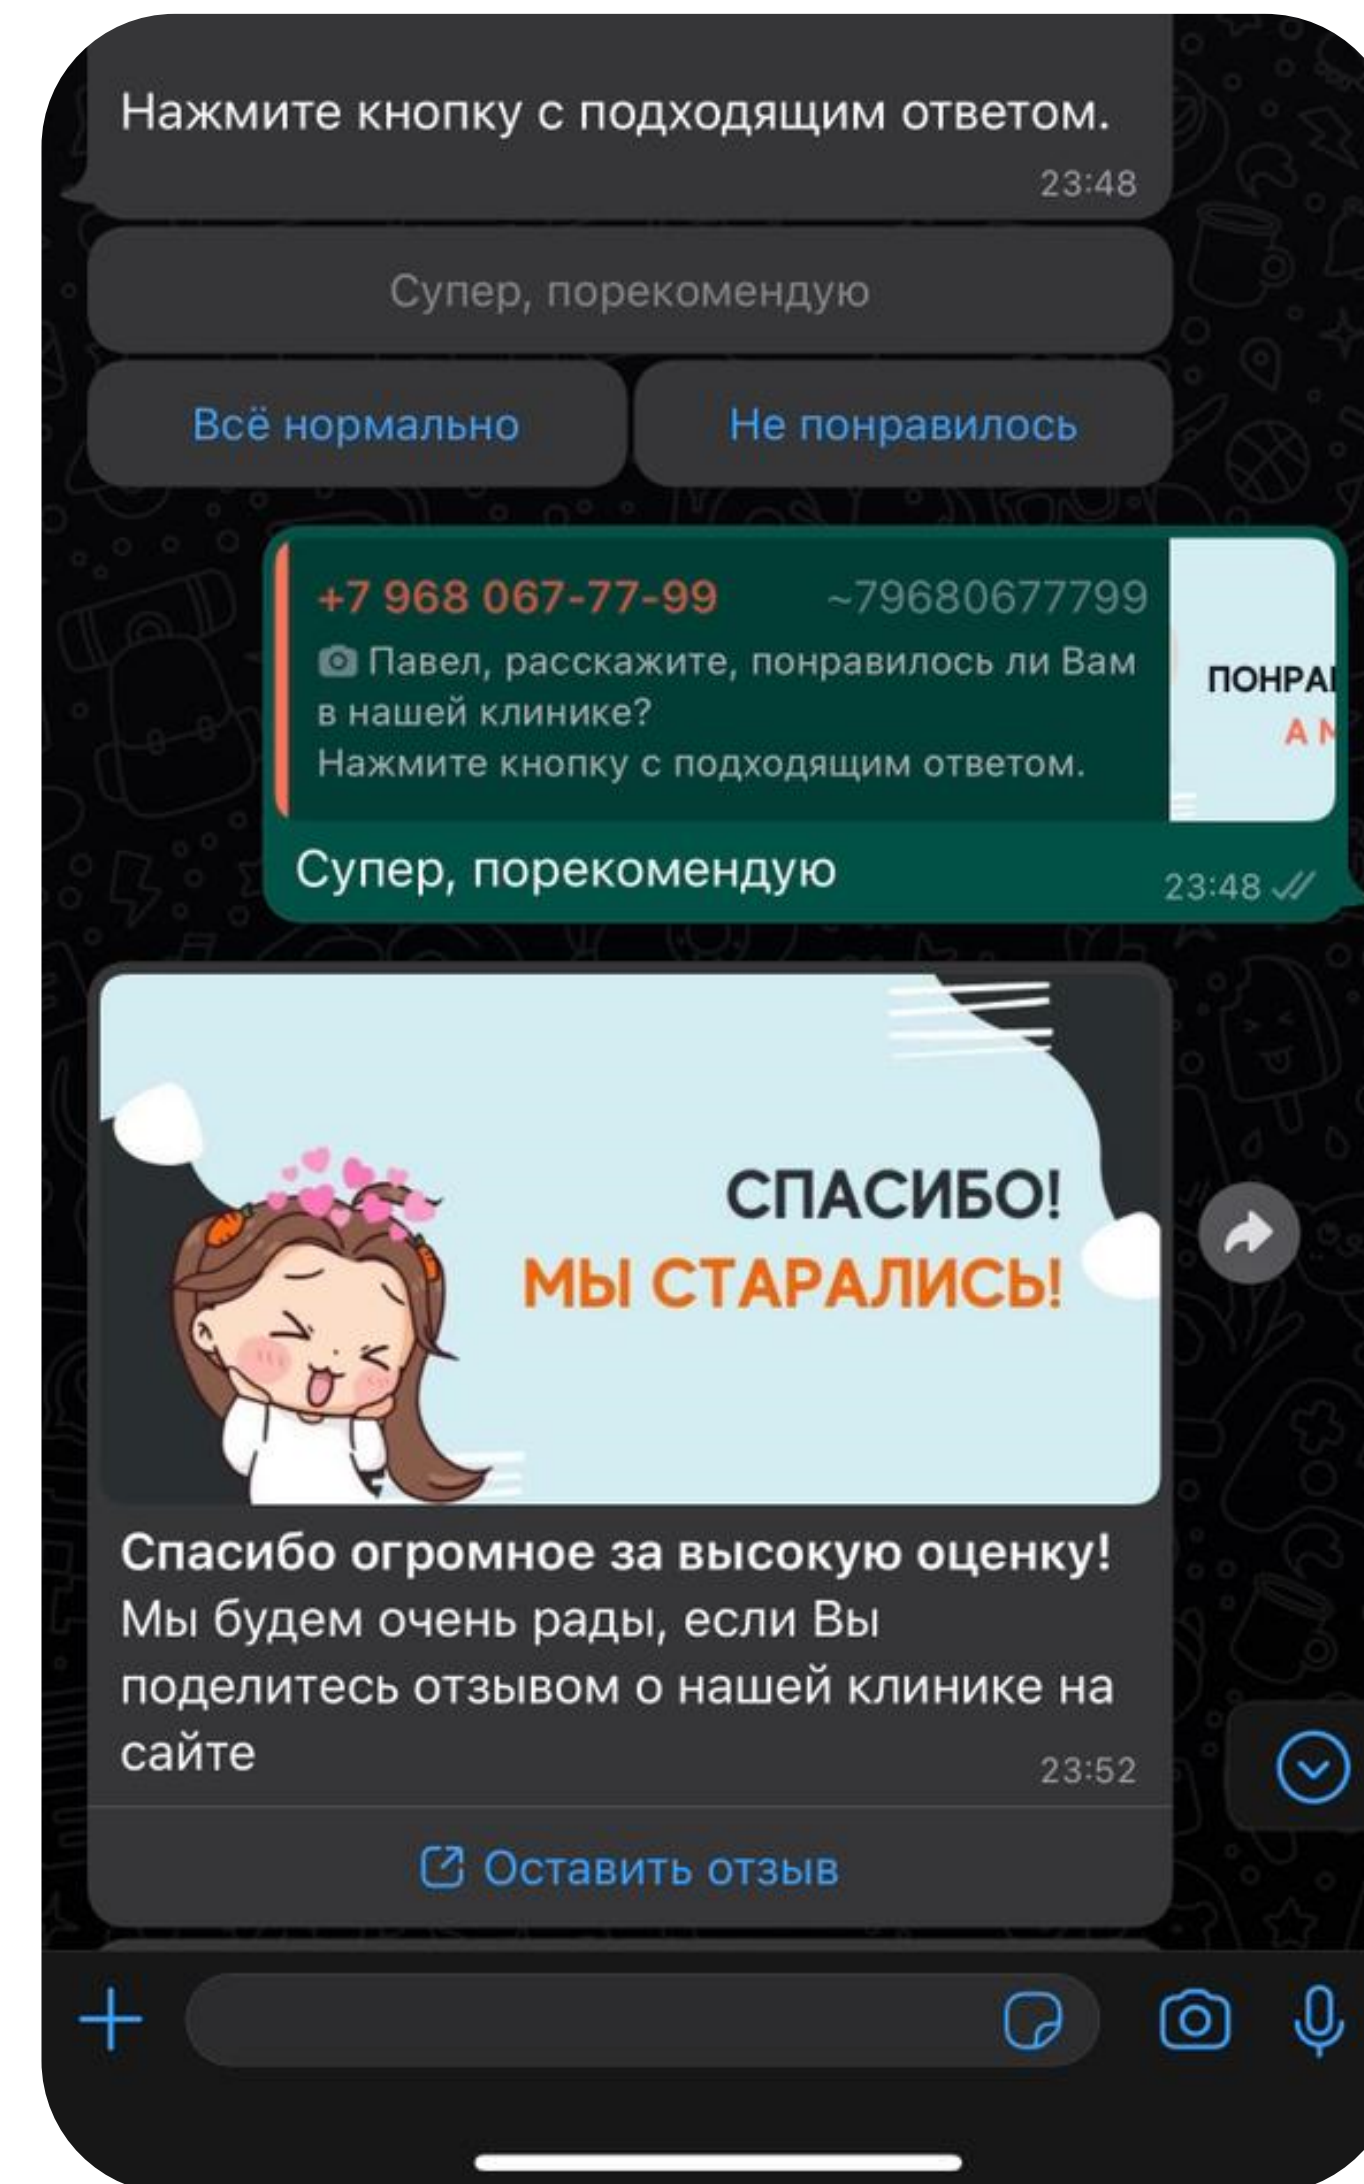 Нажмите кнопку с подходящим ответом.
23:48
Супер, порекомендую
Всё нормально
Не понравилось
+7 968 067-77-99 ~79680677799
Павел, расскажите, понравилось ли Вам
в нашей клинике?
Нажмите кнопку с подходящим ответом.
Супер, порекомендую
23:48
СПАСИБО!
МЫ СТАРАЛИСЬ!
Спасибо огромное за высокую оценку!
Мы будем очень рады, если Вы
поделитесь отзывом о нашей клинике на
сайте
23:52
Оставить отзыв